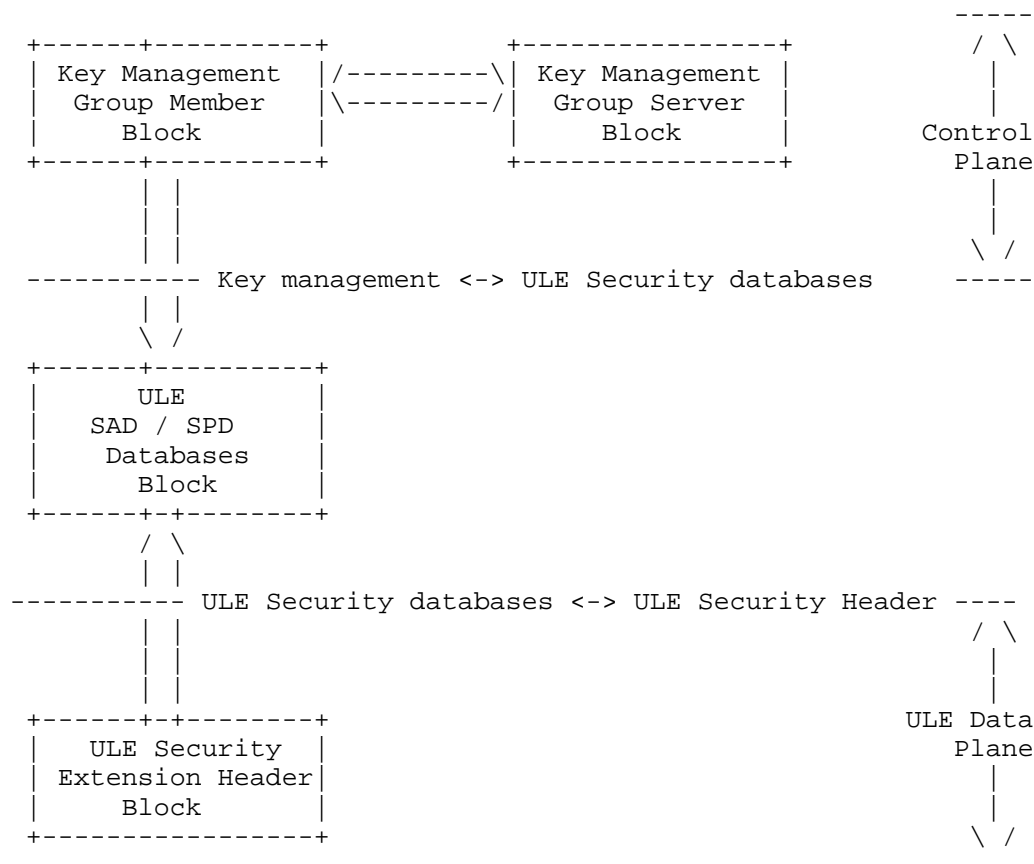 Key Management
Group Member
Block
Key Management
Group Server
Block
Control
Plane
Key management <-> ULE Security databases
ULE
SAD / SPD
Databases
Block
ULE Security databases <-> ULE Security Header
ULE Security
Extension Header
Block
ULE Data
Plane